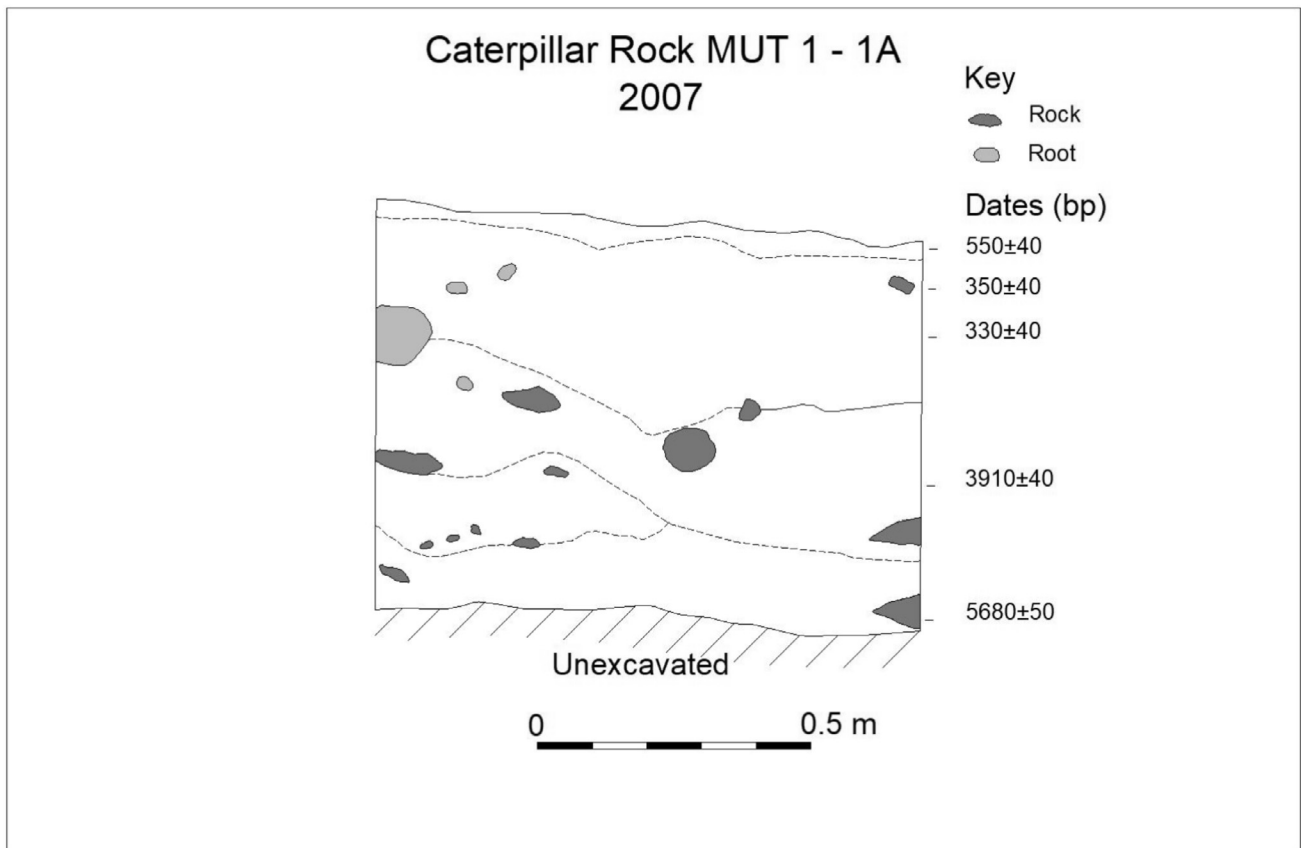 Caterpillar Rock MUT 1 - 1A
2007
Key
Rock
Root
Dates (bp)
550±40
350±40
330±40
3910±40
5680±50
Unexcavated
0 0.5 m